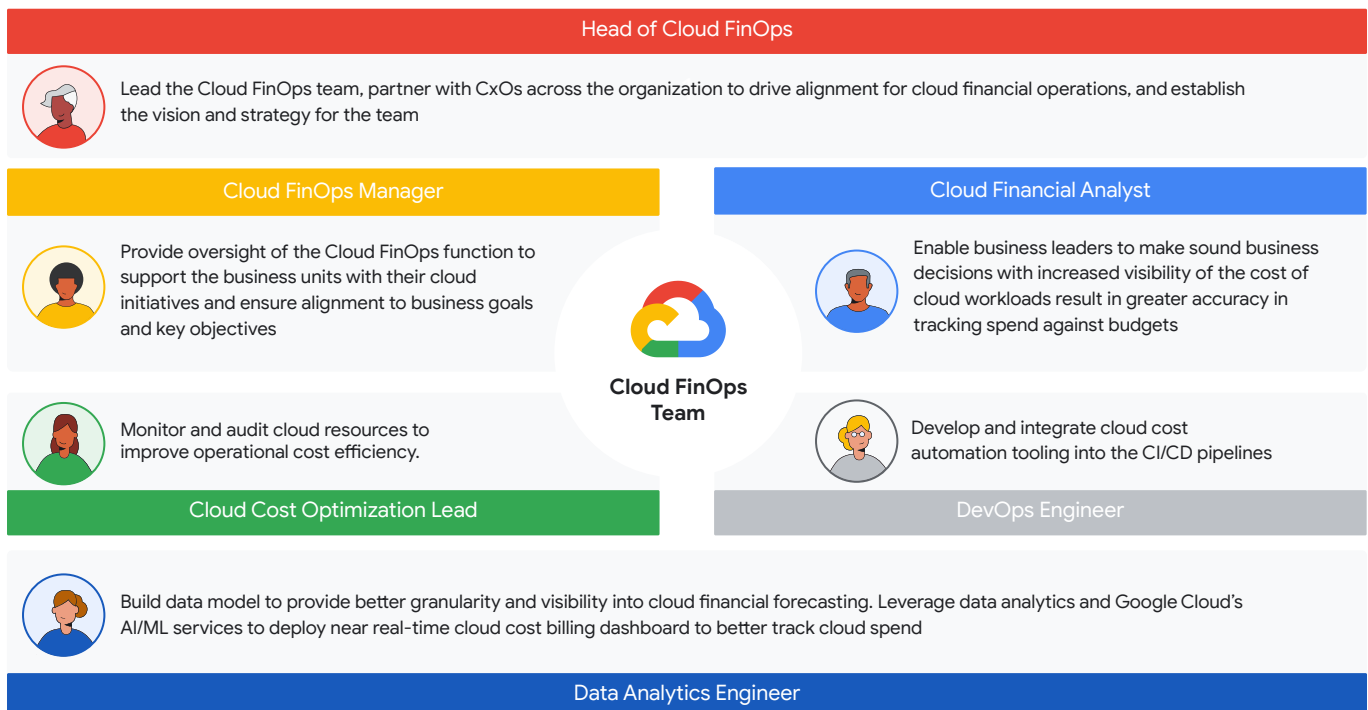 Head of Cloud FinOps
Lead the Cloud FinOps team, partner with CxOs across the organization to drive alignment for cloud financial operations, and establish
the vision and strategy for the team
Cloud FinOps Manager
Provide oversight of the Cloud FinOps function to
support the business units with their cloud
initiatives and ensure alignment to business goals
and key objectives
Cloud Financial Analyst
Enable business leaders to make sound business
decisions with increased visibility of the cost of
cloud workloads result in greater accuracy in
tracking spend against budgets
Cloud FinOps
Team
Monitor and audit cloud resources to
improve operational cost efficiency.
Cloud Cost Optimization Lead
Develop and integrate cloud cost
automation tooling into the CI/CD pipelines
DevOps Engineer
Build data model to provide better granularity and visibility into cloud financial forecasting. Leverage data analytics and Google Cloud’s
AI/ML services to deploy near real-time cloud cost billing dashboard to better track cloud spend
Data Analytics Engineer